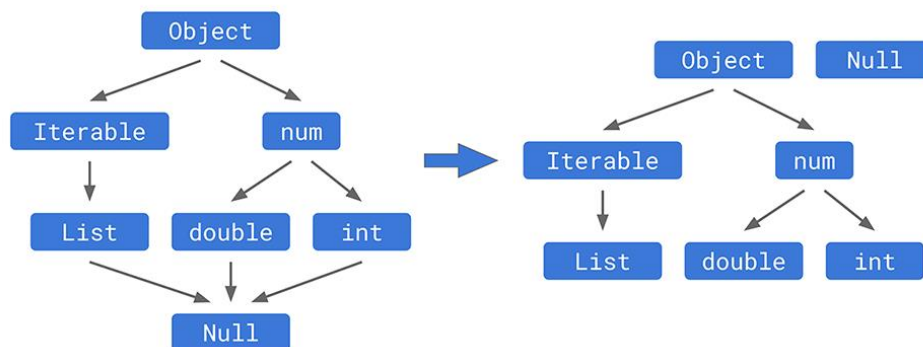 Object
Iterable
num
List
double
int
Null
Object
Null
Iterable
num
List
double
int